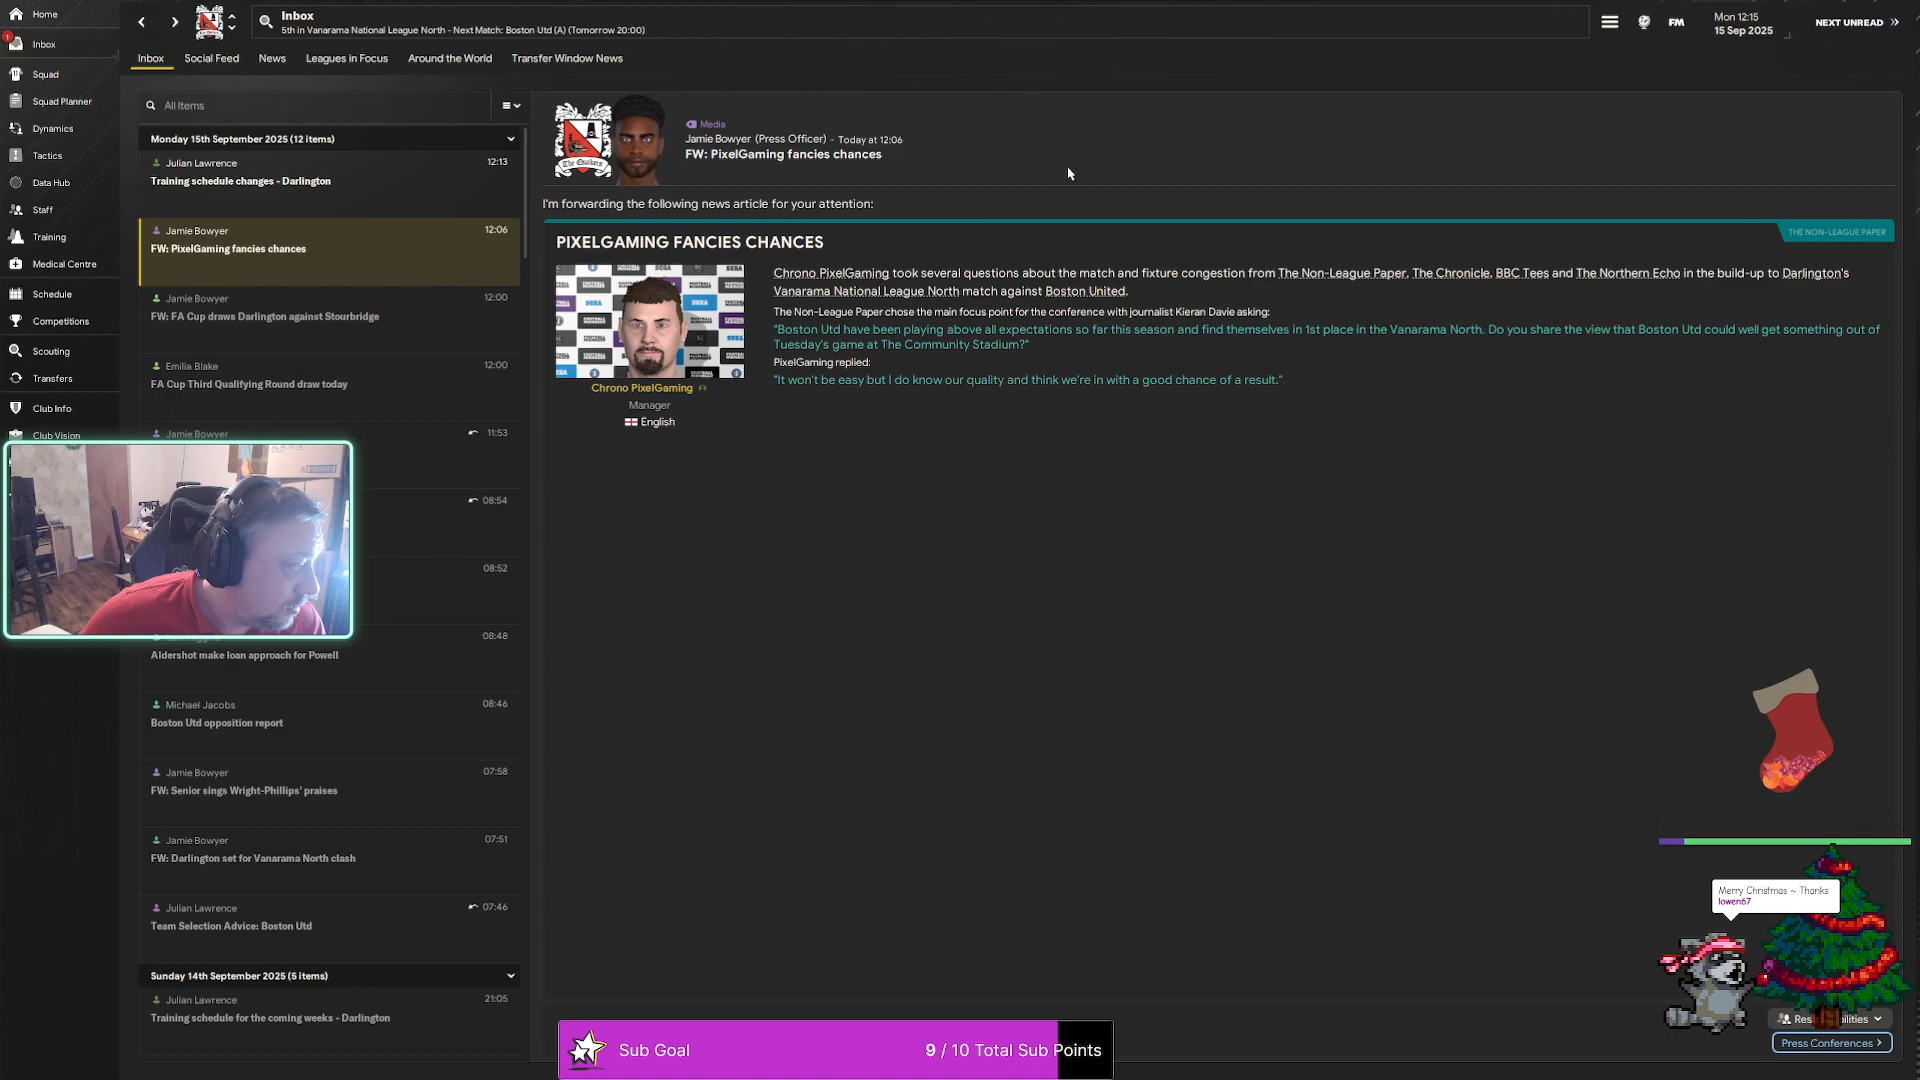 Home
Inbox
5th in Vanarama National League North - Next Match: Boston Utd (A) (Tomorrow 20:00)
FM
Mon 12:15
15 Sep 2025
NEXT UNREAD
1
Inbox
Squad
Squad Planner
Dynamics
Tactics
Data Hub
Staff
Training
Medical Centre
Schedule
Competitions
Scouting
Transfers
Club Info
Club Vision
Inbox
Social Feed
News
Leagues in Focus
Around the World
Transfer Window News
All Items
Monday 15th September 2025 (12 items)
Julian Lawrence
12:13
Training schedule changes - Darlington
Jamie Bowyer
12:06
FW: PixelGaming fancies chances
Jamie Bowyer
12:00
FW: FA Cup draws Darlington against Stourbridge
Emilia Blake
12:00
FA Cup Third Qualifying Round draw today
Jamie Bowyer
11:53
08:54
08:52
08:48
Aldershot make loan approach for Powell
Michael Jacobs
08:46
Boston Utd opposition report
Jamie Bowyer
07:58
FW: Senior sings Wright-Phillips' praises
Jamie Bowyer
07:51
FW: Darlington set for Vanarama North clash
Julian Lawrence
07:46
Team Selection Advice: Boston Utd
Sunday 14th September 2025 (5 items)
Julian Lawrence
21:05
Training schedule for the coming weeks - Darlington
The Quakers
Media
Jamie Bowyer (Press Officer) - Today at 12:06
FW: PixelGaming fancies chances
I'm forwarding the following news article for your attention:
PIXELGAMING FANCIES CHANCES
THE NON-LEAGUE PAPER
Chrono PixelGaming
Manager
English
Chrono PixelGaming took several questions about the match and fixture congestion from The Non-League Paper, The Chronicle, BBC Tees and The Northern Echo in the build-up to Darlington's
Vanarama National League North match against Boston United.
The Non-League Paper chose the main focus point for the conference with journalist Kieran Davie asking:
"Boston Utd have been playing above all expectations so far this season and find themselves in 1st place in the Vanarama North. Do you share the view that Boston Utd could well get something out of
Tuesday's game at The Community Stadium?"
PixelGaming replied:
"It won't be easy but I do know our quality and think we're in with a good chance of a result."
Merry Christmas ~ Thanks
lowen67
Press Conferences
Sub Goal
9 / 10 Total Sub Points